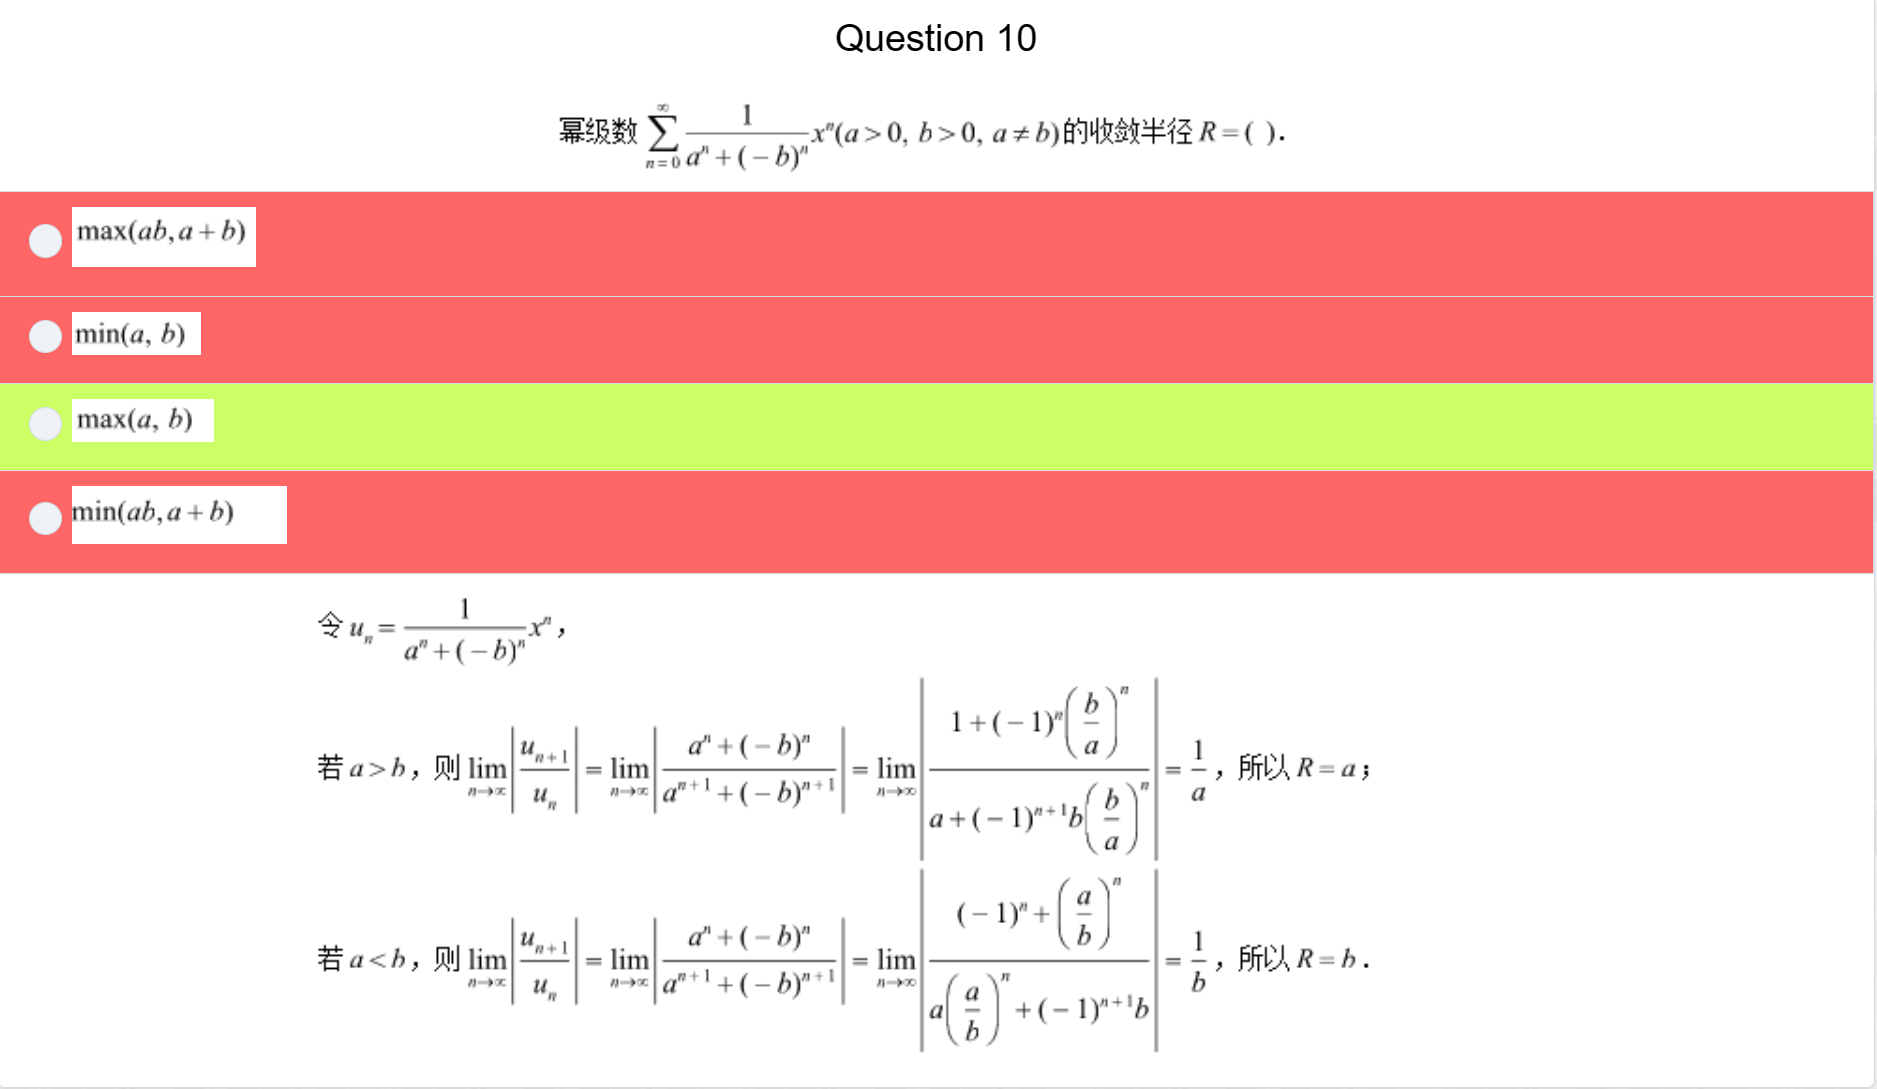 Question 10
幂级数 $\sum_{n=0}^{\infty} \frac{1}{a^n+(-b)^n} x^n (a>0, b>0, a \neq b)$的收敛半径 $R=( )$.
$\max(ab, a+b)$
$\min(a, b)$
$\max(a, b)$
$\min(ab, a+b)$
令 $u_n = \frac{1}{a^n+(-b)^n} x^n$，
若 $a>b$，则 $\lim_{n\to\infty} \left| \frac{u_{n+1}}{u_n} \right| = \lim_{n\to\infty} \left| \frac{a^n+(-b)^n}{a^{n+1}+(-b)^{n+1}} \right| = \lim_{n\to\infty} \left| \frac{1+(-1)^n \left( \frac{b}{a} \right)^n}{a+(-1)^{n+1} b \left( \frac{b}{a} \right)^n} \right| = \frac{1}{a}$，所以 $R=a$；
若 $a<b$，则 $\lim_{n\to\infty} \left| \frac{u_{n+1}}{u_n} \right| = \lim_{n\to\infty} \left| \frac{a^n+(-b)^n}{a^{n+1}+(-b)^{n+1}} \right| = \lim_{n\to\infty} \left| \frac{(-1)^n + \left( \frac{a}{b} \right)^n}{a \left( \frac{a}{b} \right)^n + (-1)^{n+1} b} \right| = \frac{1}{b}$，所以 $R=b$.